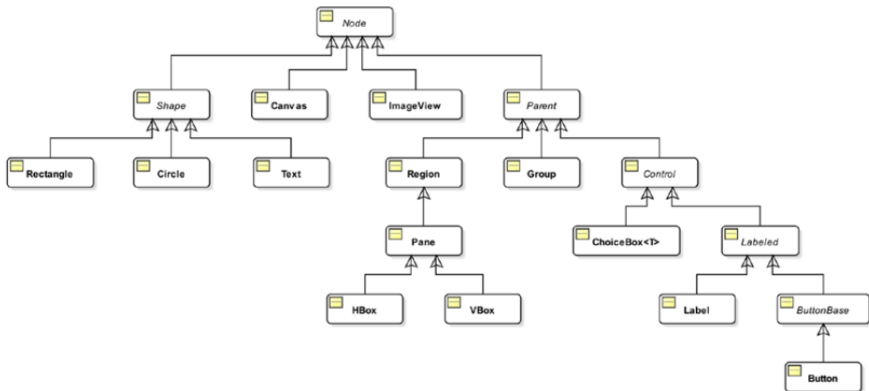 Node
Shape
Canvas
ImageView
Parent
Rectangle
Circle
Text
Region
Group
Control
Pane
ChoiceBox<T>
Labeled
HBox
VBox
Label
ButtonBase
Button